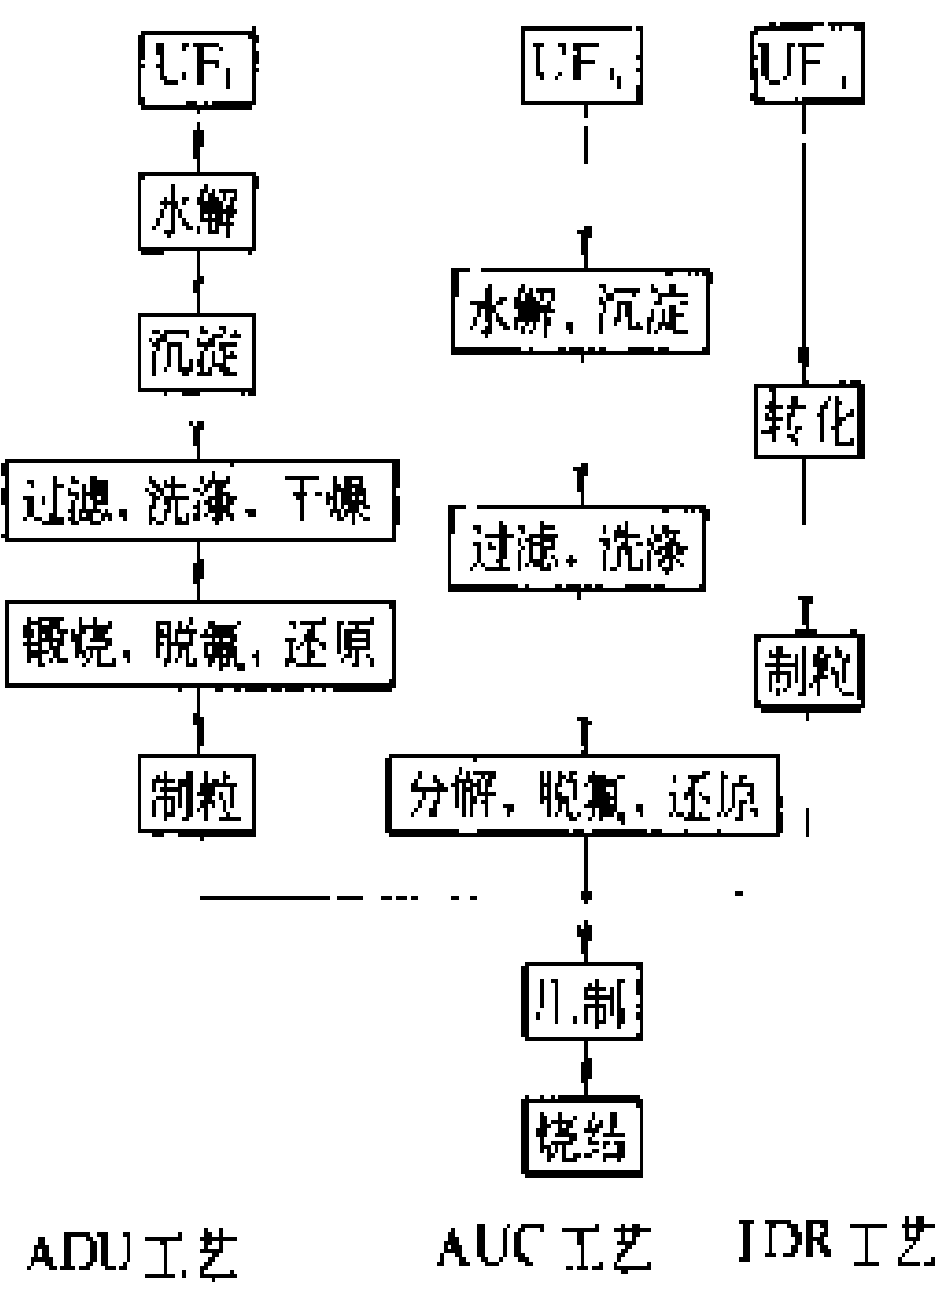 UF UF UF
水解
水解、沉淀
沉淀
转化
过滤、洗涤、干燥
过滤、洗涤
锻烧、脱氟、还原
制粒
制粒
分解、脱氟、还原
制
烧结
ADU工艺 AUC工艺 IDR工艺